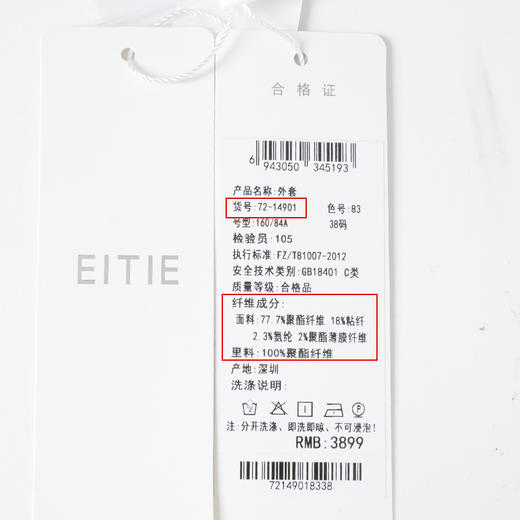 EITIE
合格证
6 943050 345193
产品名称:外套
货号:72-14901 色号:83
号型:160/84A 38码
检验员:105
执行标准:FZ/T81007-2012
安全技术类别:GB18401 C类
质量等级:合格品
纤维成分:
面料:77.7%聚酯纤维 18%粘纤
2.3%氨纶 2%聚酯薄膜纤维
里料:100%聚酯纤维
产地:深圳
洗涤说明:
注:分开洗涤、即洗即晾、不可浸泡!
RMB:3899
72149018338